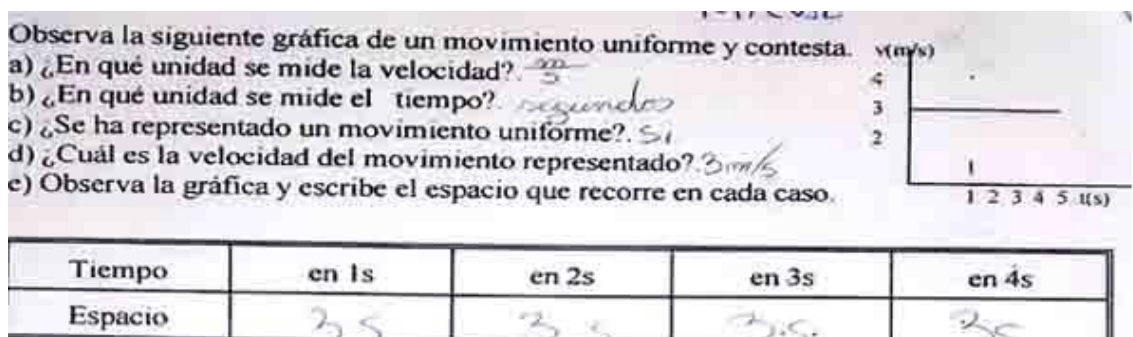 Observa la siguiente gráfica de un movimiento uniforme y contesta. v(m/s)
a) ¿En qué unidad se mide la velocidad?. m/s
b) ¿En qué unidad se mide el tiempo?. segundos
c) ¿Se ha representado un movimiento uniforme?. Si
d) ¿Cuál es la velocidad del movimiento representado?. 3 m/s
e) Observa la gráfica y escribe el espacio que recorre en cada caso.
4
3
2
1
1 2 3 4 5 t(s)
Tiempo en 1s en 2s en 3s en 4s
Espacio 3 s 3 s 3 s.